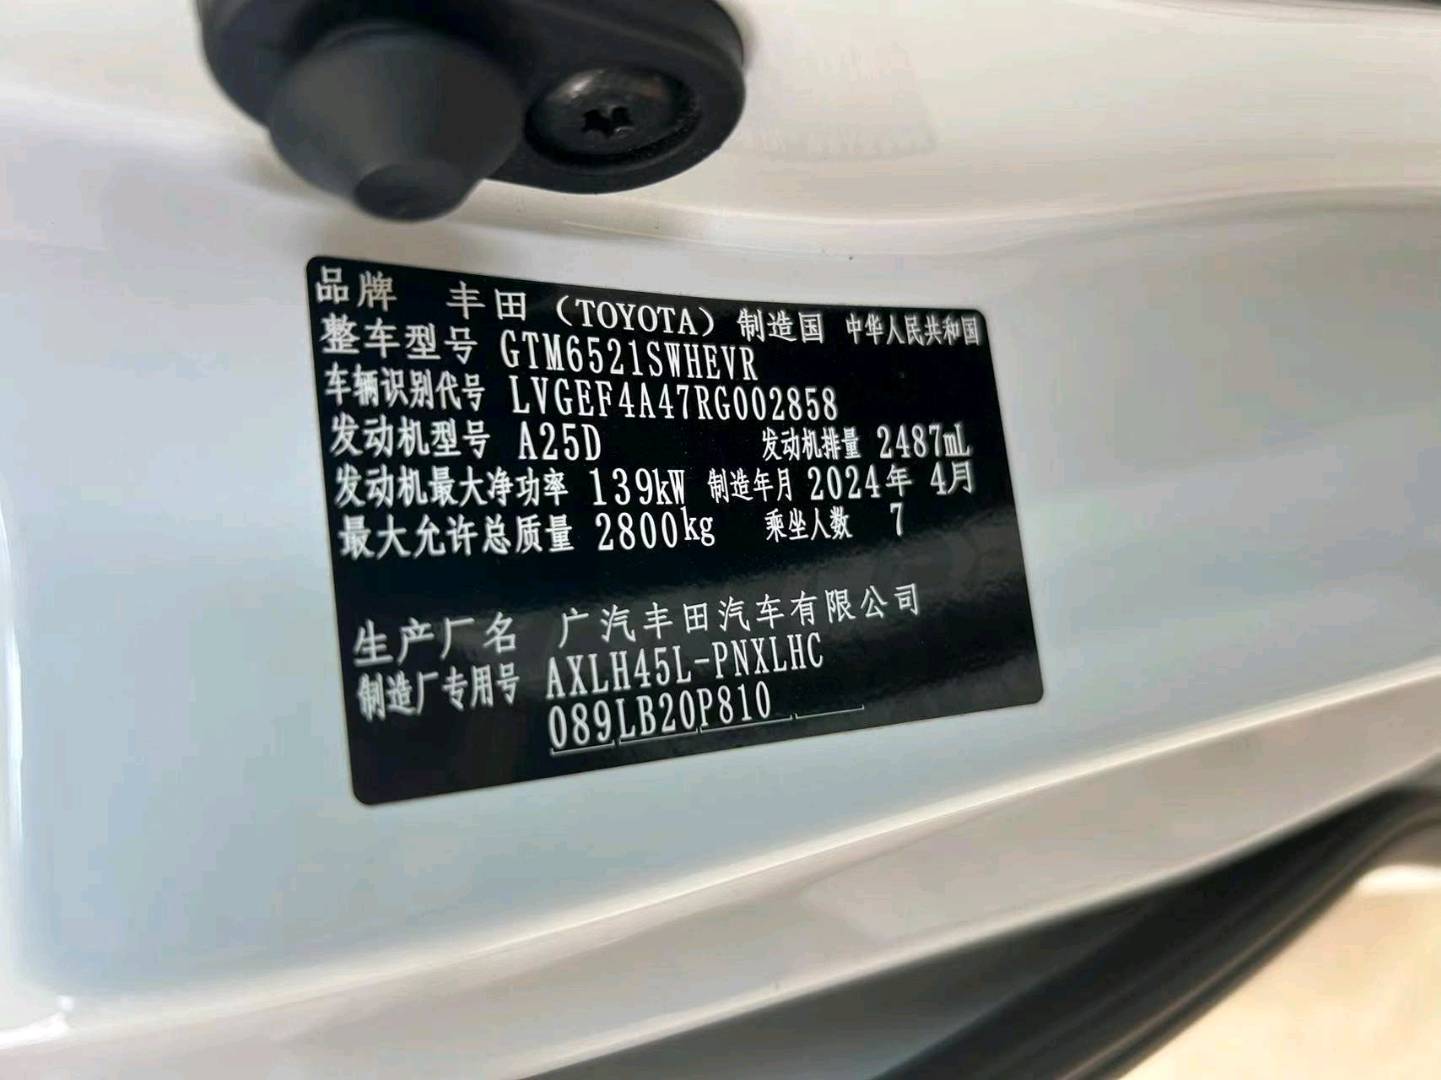 品牌 丰田（TOYOTA）制造国 中华人民共和国
整车型号 GTM6521SWHEVR
车辆识别代号 LVGEF4A47RG002858
发动机型号 A25D 发动机排量 2487mL
发动机最大净功率 139kW 制造年月 2024年 4月
最大允许总质量 2800kg 乘坐人数 7
生产厂名 广汽丰田汽车有限公司
制造厂专用号 AXLH45L-PNXLHC
089LB20P810